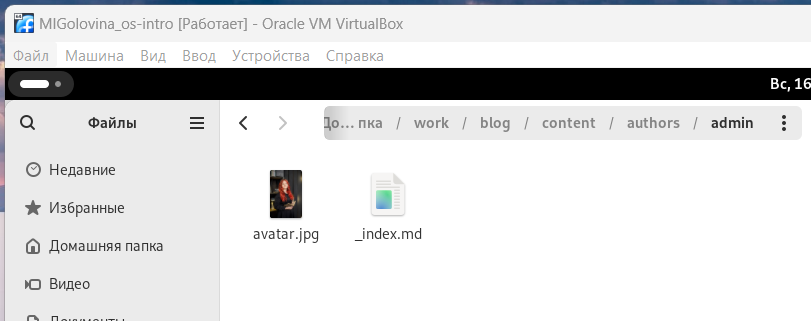 MIGolovina_os-intro [Работает] - Oracle VM VirtualBox
Файл Машина Вид Ввод Устройства Справка
Вс, 16
Файлы До... пка / work / blog / content / authors / admin
Недавние
Избранные
avatar.jpg _index.md
Домашняя папка
Видео
Документы